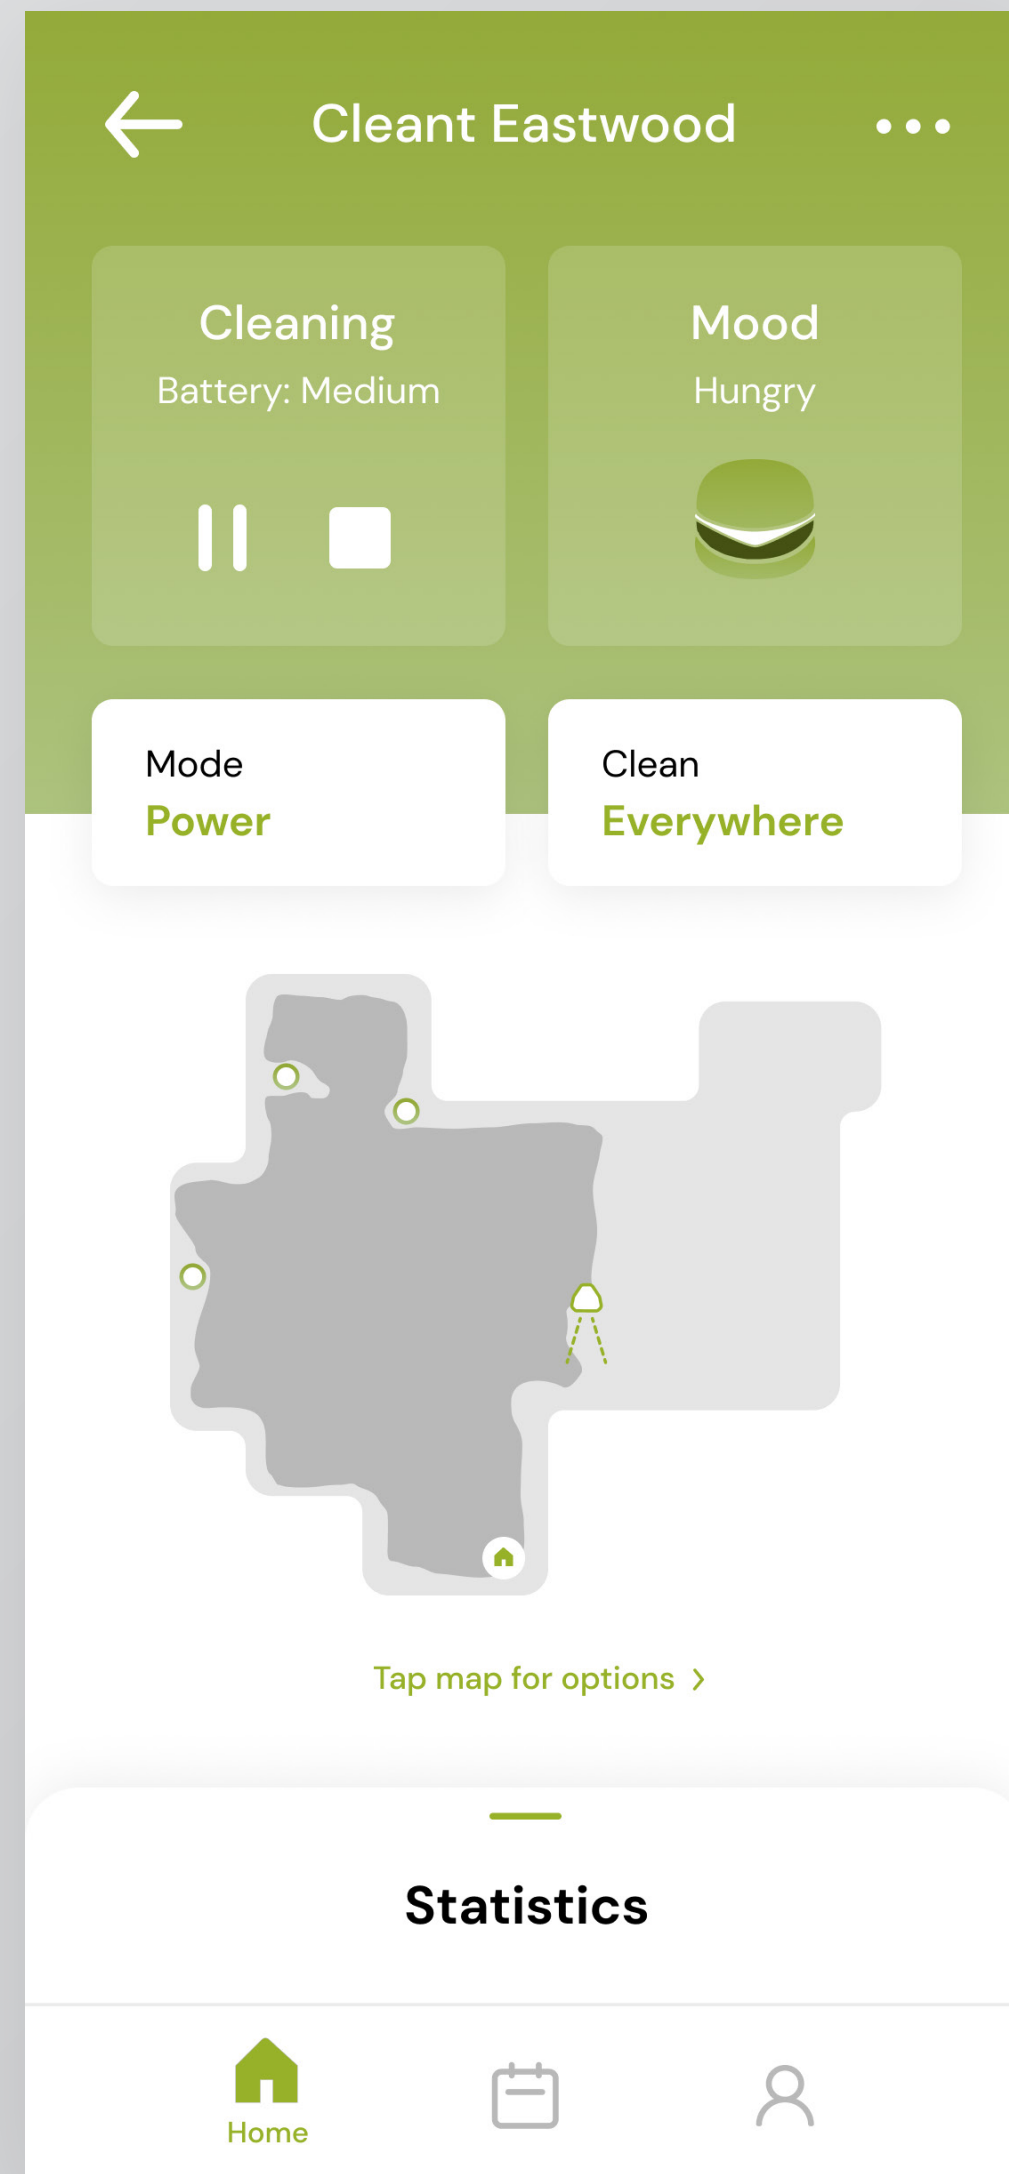 Cleant Eastwood
Cleaning
Battery: Medium
Mood
Hungry
Mode
Power
Clean
Everywhere
Tap map for options
Statistics
Home